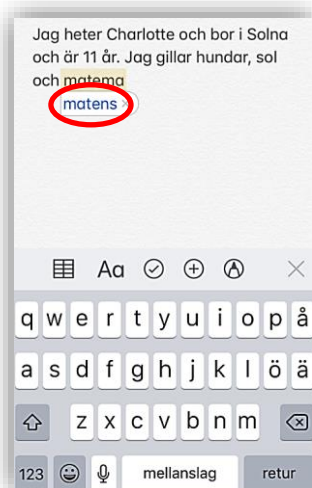 Jag heter Charlotte och bor i Solna
och är 11 år. Jag gillar hundar, sol
och matema
matens ×
Aa
q w e r t y u i o p å
a s d f g h j k l ö ä
z x c v b n m
123 mellanslag retur